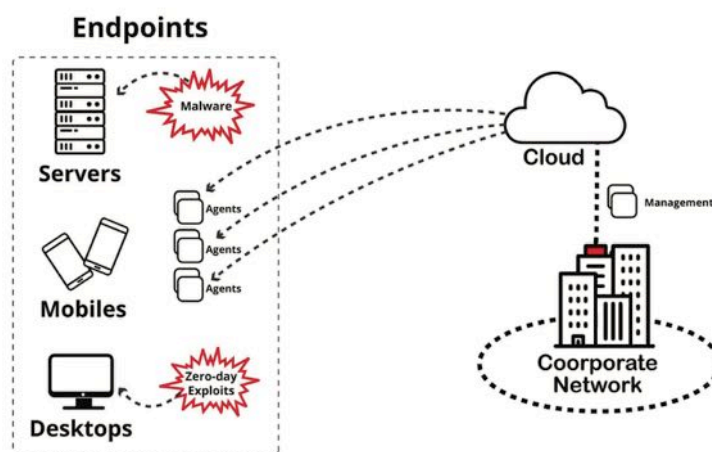 Endpoints
Malware
Servers
Agents
Agents
Agents
Mobiles
Zero-day
Exploits
Desktops
Cloud
Management
Coorporate
Network